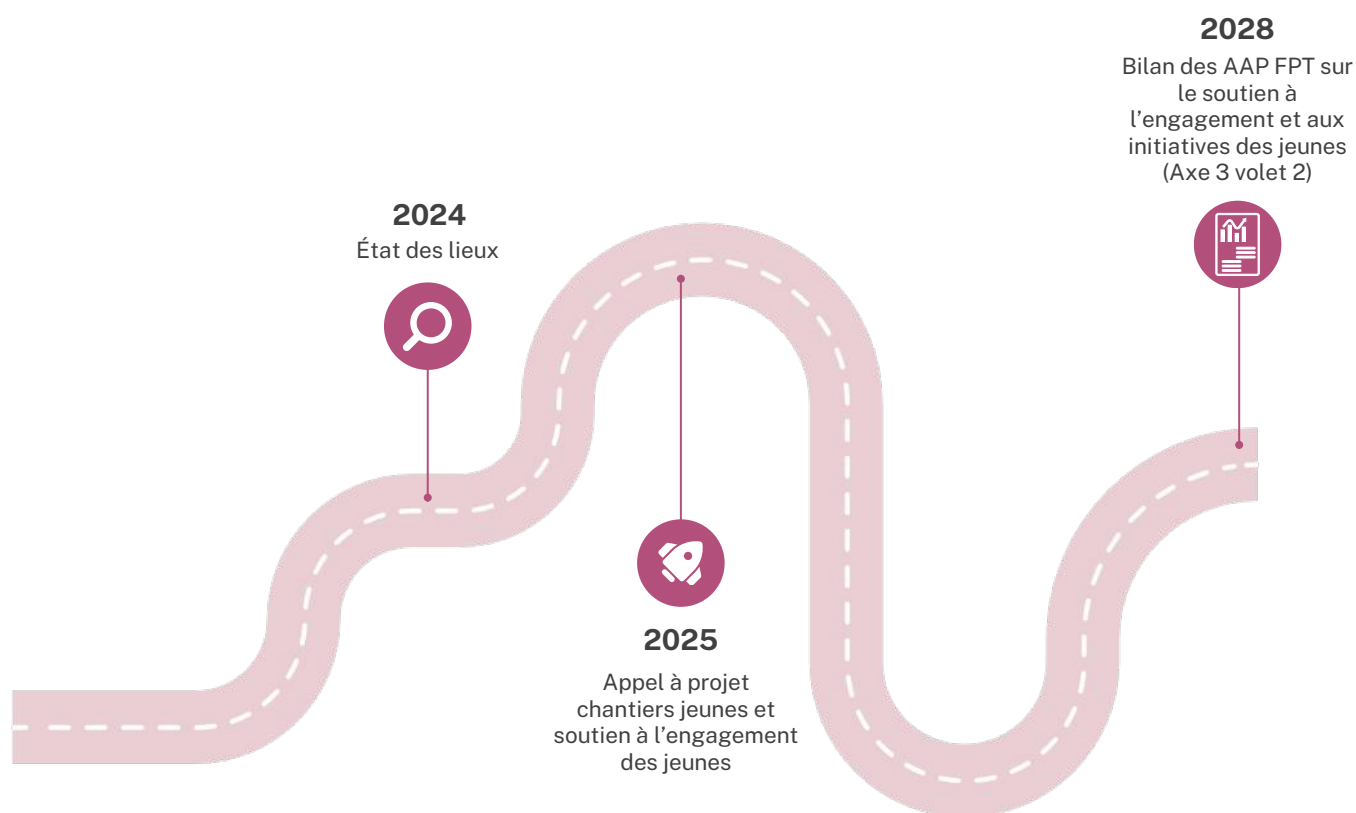 2024
État des lieux
2025
Appel à projet
chantiers jeunes et
soutien à l'engagement
des jeunes
2028
Bilan des AAP FPT sur
le soutien à
l'engagement et aux
initiatives des jeunes
(Axe 3 volet 2)